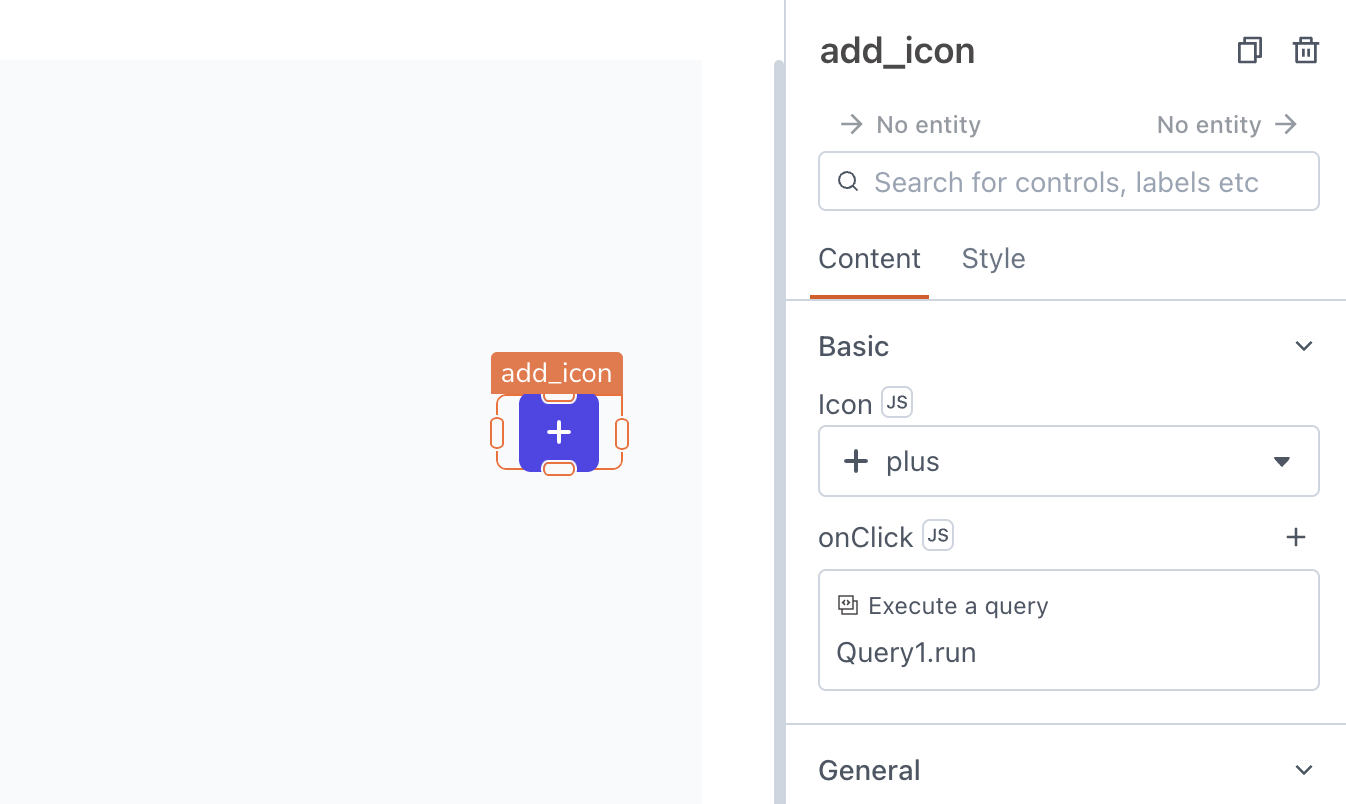 add_icon
add_icon
No entity
No entity
Search for controls, labels etc
Content
Style
Basic
Icon JS
plus
onClick JS
Execute a query
Query1.run
General